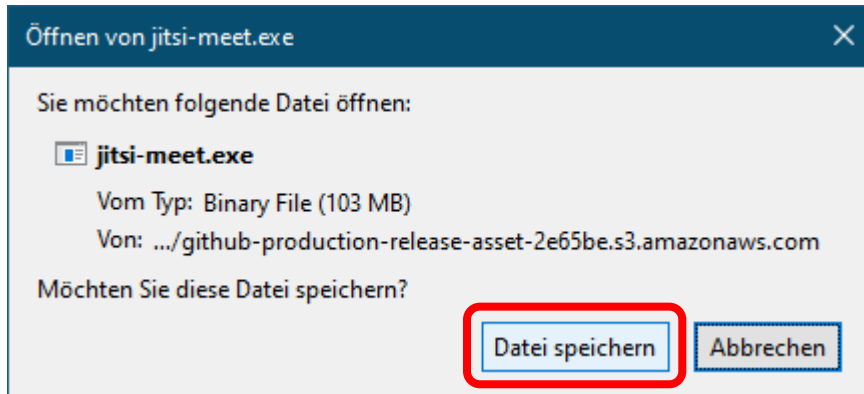 Öffnen von jitsi-meet.exe
Sie möchten folgende Datei öffnen:
jitsi-meet.exe
Vom Typ: Binary File (103 MB)
Von: .../github-production-release-asset-2e65be.s3.amazonaws.com
Möchten Sie diese Datei speichern?
Datei speichern Abbrechen